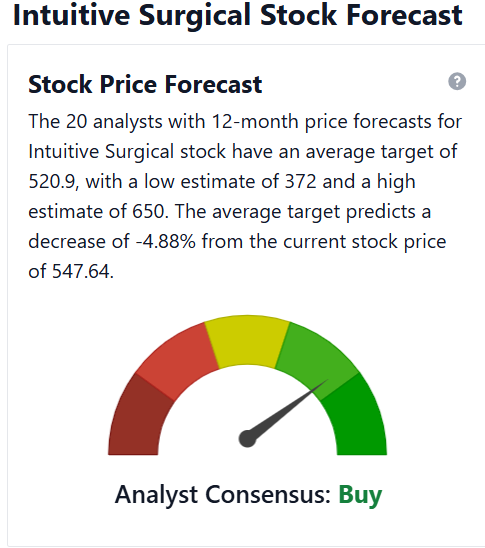 Intuitive Surgical Stock Forecast
Stock Price Forecast
?
The 20 analysts with 12-month price forecasts for
Intuitive Surgical stock have an average target of
520.9, with a low estimate of 372 and a high
estimate of 650. The average target predicts a
decrease of -4.88% from the current stock price
of 547.64.
Analyst Consensus: Buy